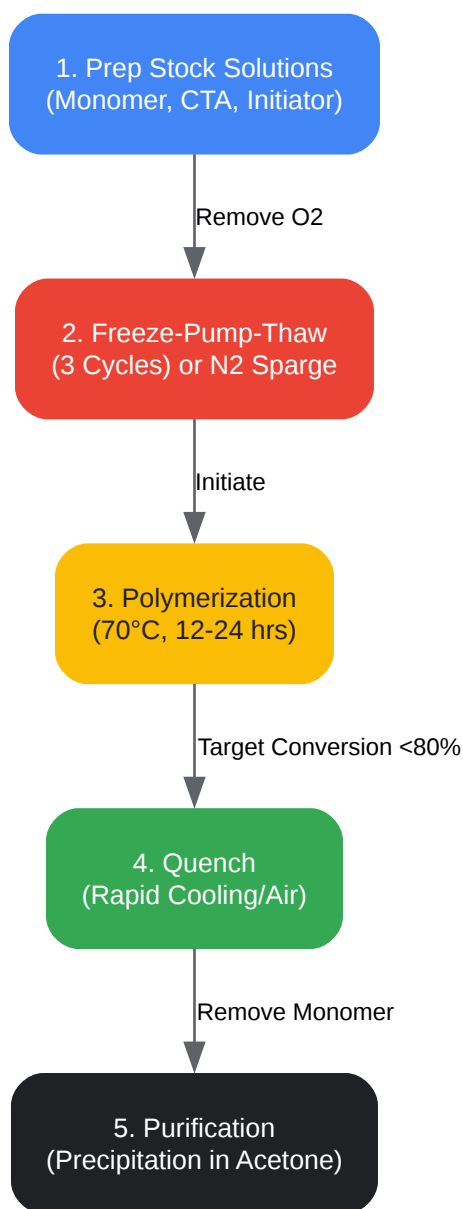 1. Prep Stock Solutions
(Monomer, CTA, Initiator)
Remove O2
2. Freeze-Pump-Thaw
(3 Cycles) or N2 Sparge
Initiate
3. Polymerization
(70°C, 12-24 hrs)
Target Conversion <80%
4. Quench
(Rapid Cooling/Air)
Remove Monomer
5. Purification
(Precipitation in Acetone)